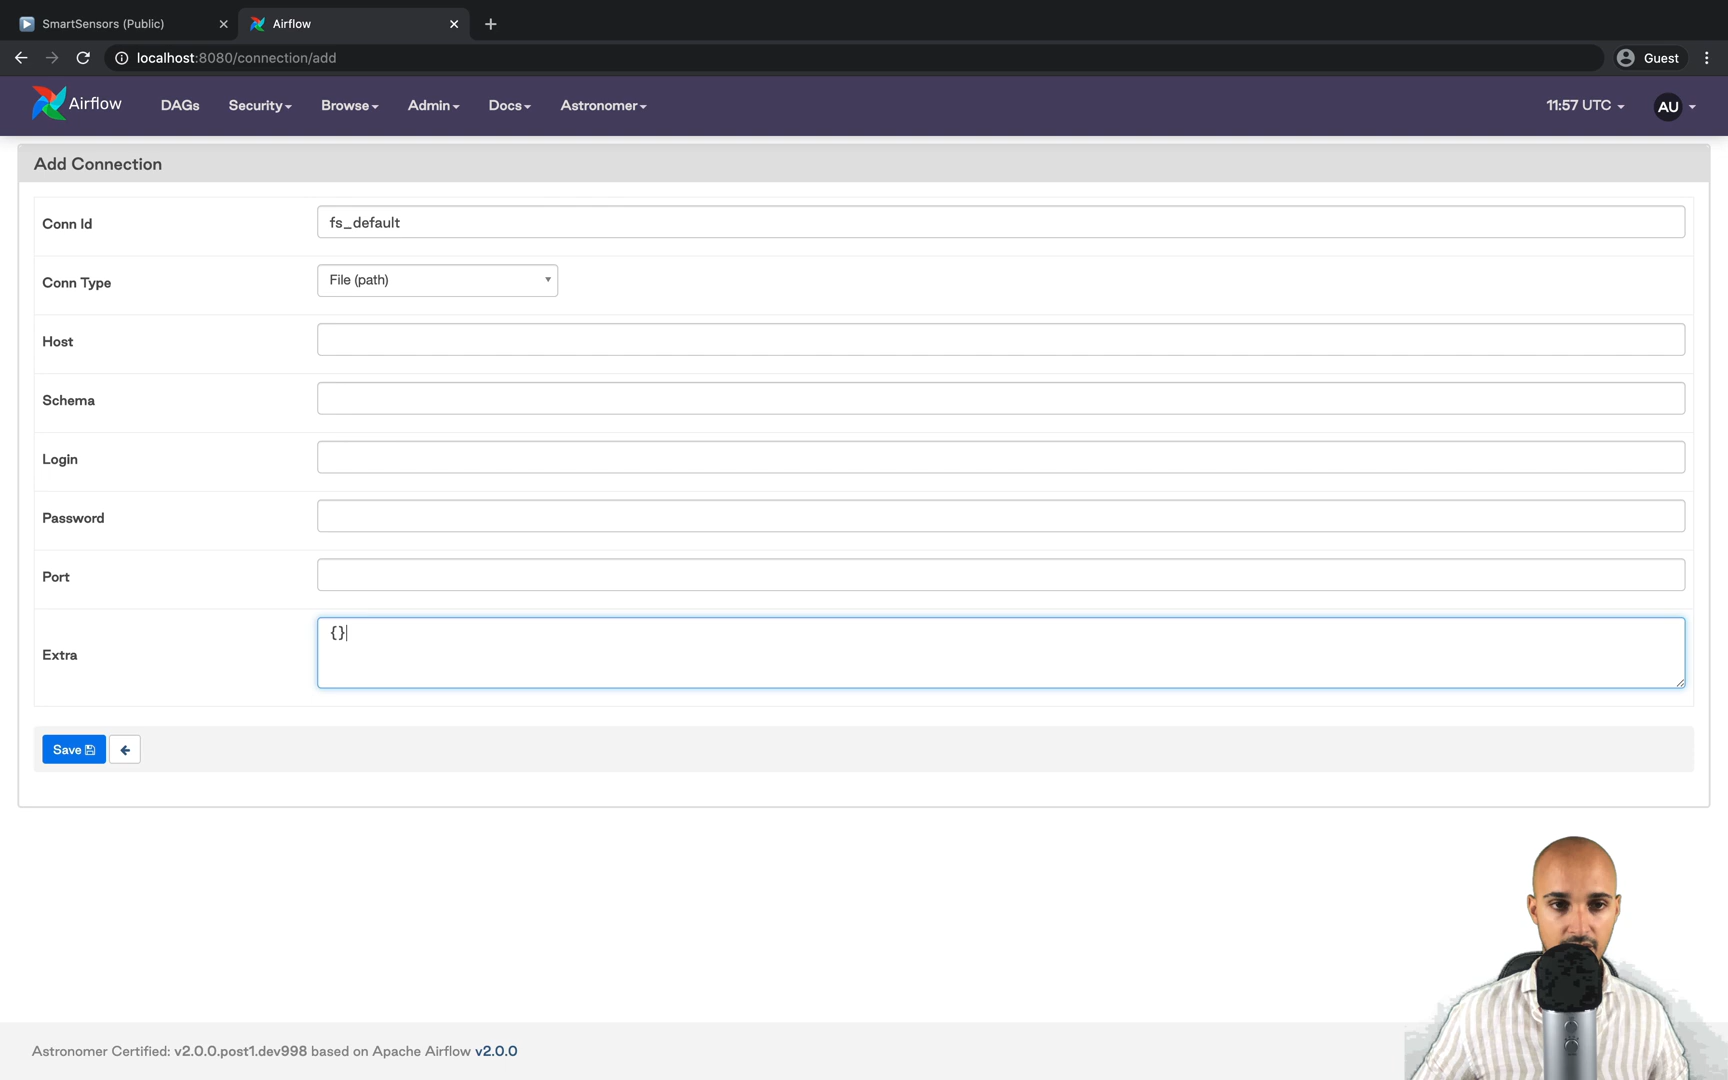 SmartSensors (Public)
Airflow
localhost:8080/connection/add
Guest
Airflow
DAGs
Security
Browse
Admin
Docs
Astronomer
11:57 UTC
AU
Add Connection
Conn Id
fs_default
Conn Type
File (path)
Host
Schema
Login
Password
Port
Extra
{}
Save
Astronomer Certified: v2.0.0.post1.dev998 based on Apache Airflow v2.0.0